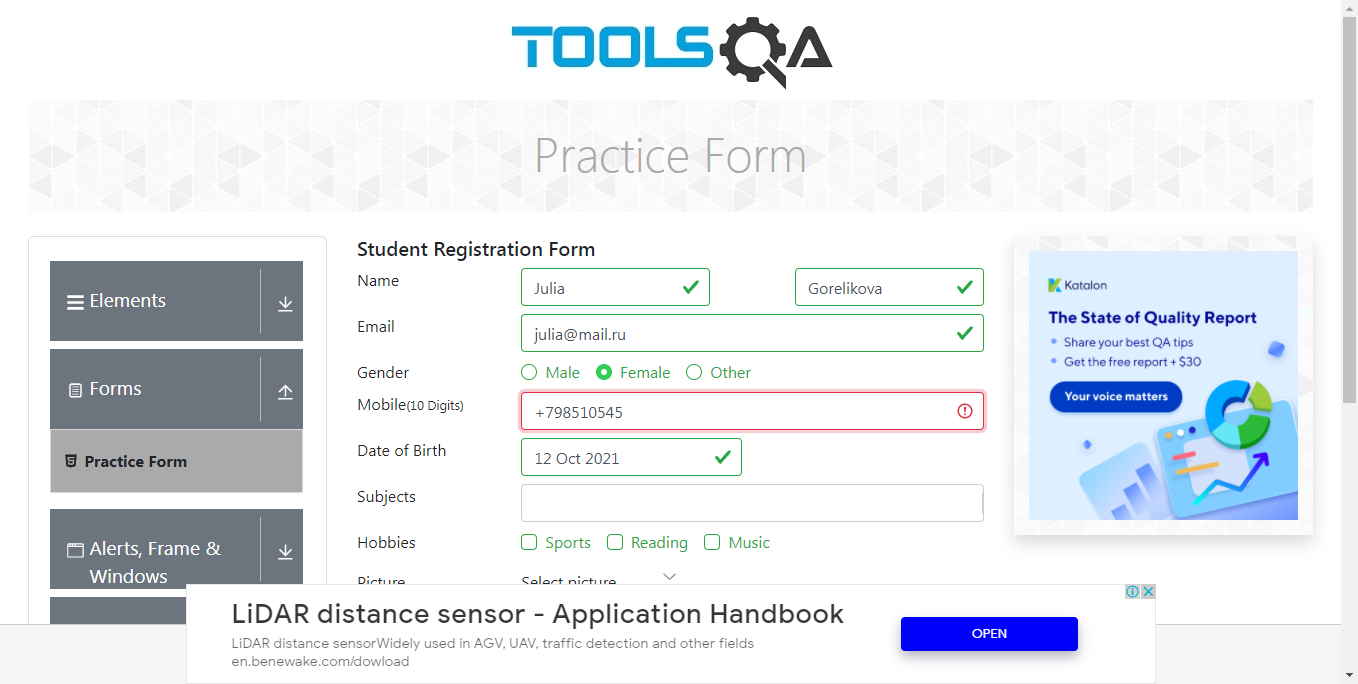 TOOLSQA
Practice Form
Elements
Forms
Practice Form
Alerts, Frame &
Windows
Student Registration Form
Name
Julia
Gorelikova
Email
julia@mail.ru
Gender
Male
Female
Other
Mobile(10 Digits)
+798510545
Date of Birth
12 Oct 2021
Subjects
Hobbies
Sports
Reading
Music
Picture
Select picture
Katalon
The State of Quality Report
Share your best QA tips
Get the free report + $30
Your voice matters
LiDAR distance sensor - Application Handbook
LiDAR distance sensorWidely used in AGV, UAV, traffic detection and other fields
en.benewake.com/dowload
OPEN